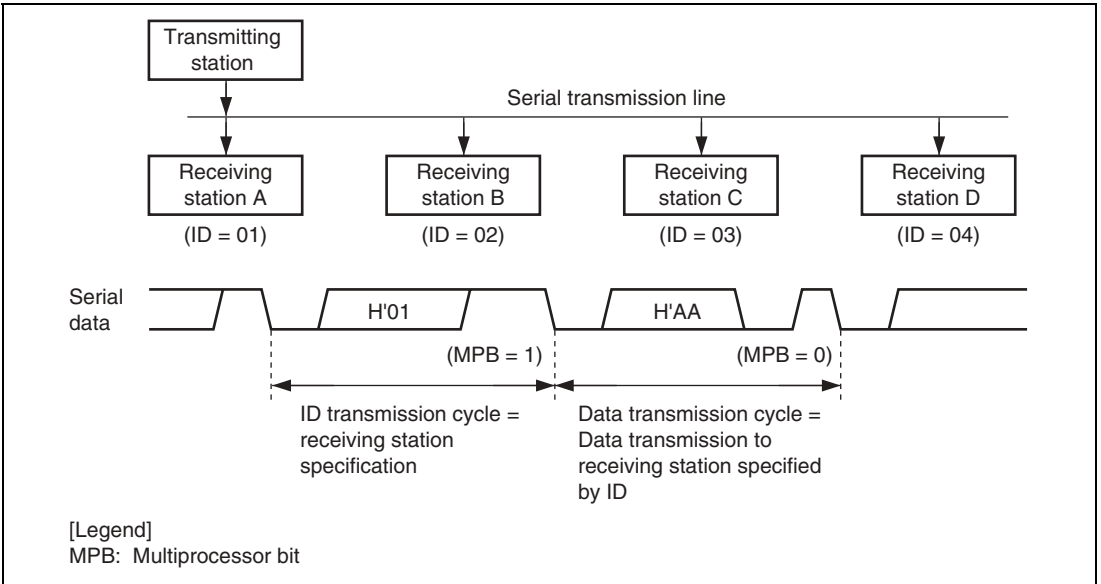 Transmitting
station
Serial transmission line
Receiving
station A
Receiving
station B
Receiving
station C
Receiving
station D
(ID = 01)
(ID = 02)
(ID = 03)
(ID = 04)
Serial
data
H'01
H'AA
(MPB = 1)
(MPB = 0)
ID transmission cycle =
receiving station
specification
Data transmission cycle =
Data transmission to
receiving station specified
by ID
[Legend]
MPB: Multiprocessor bit